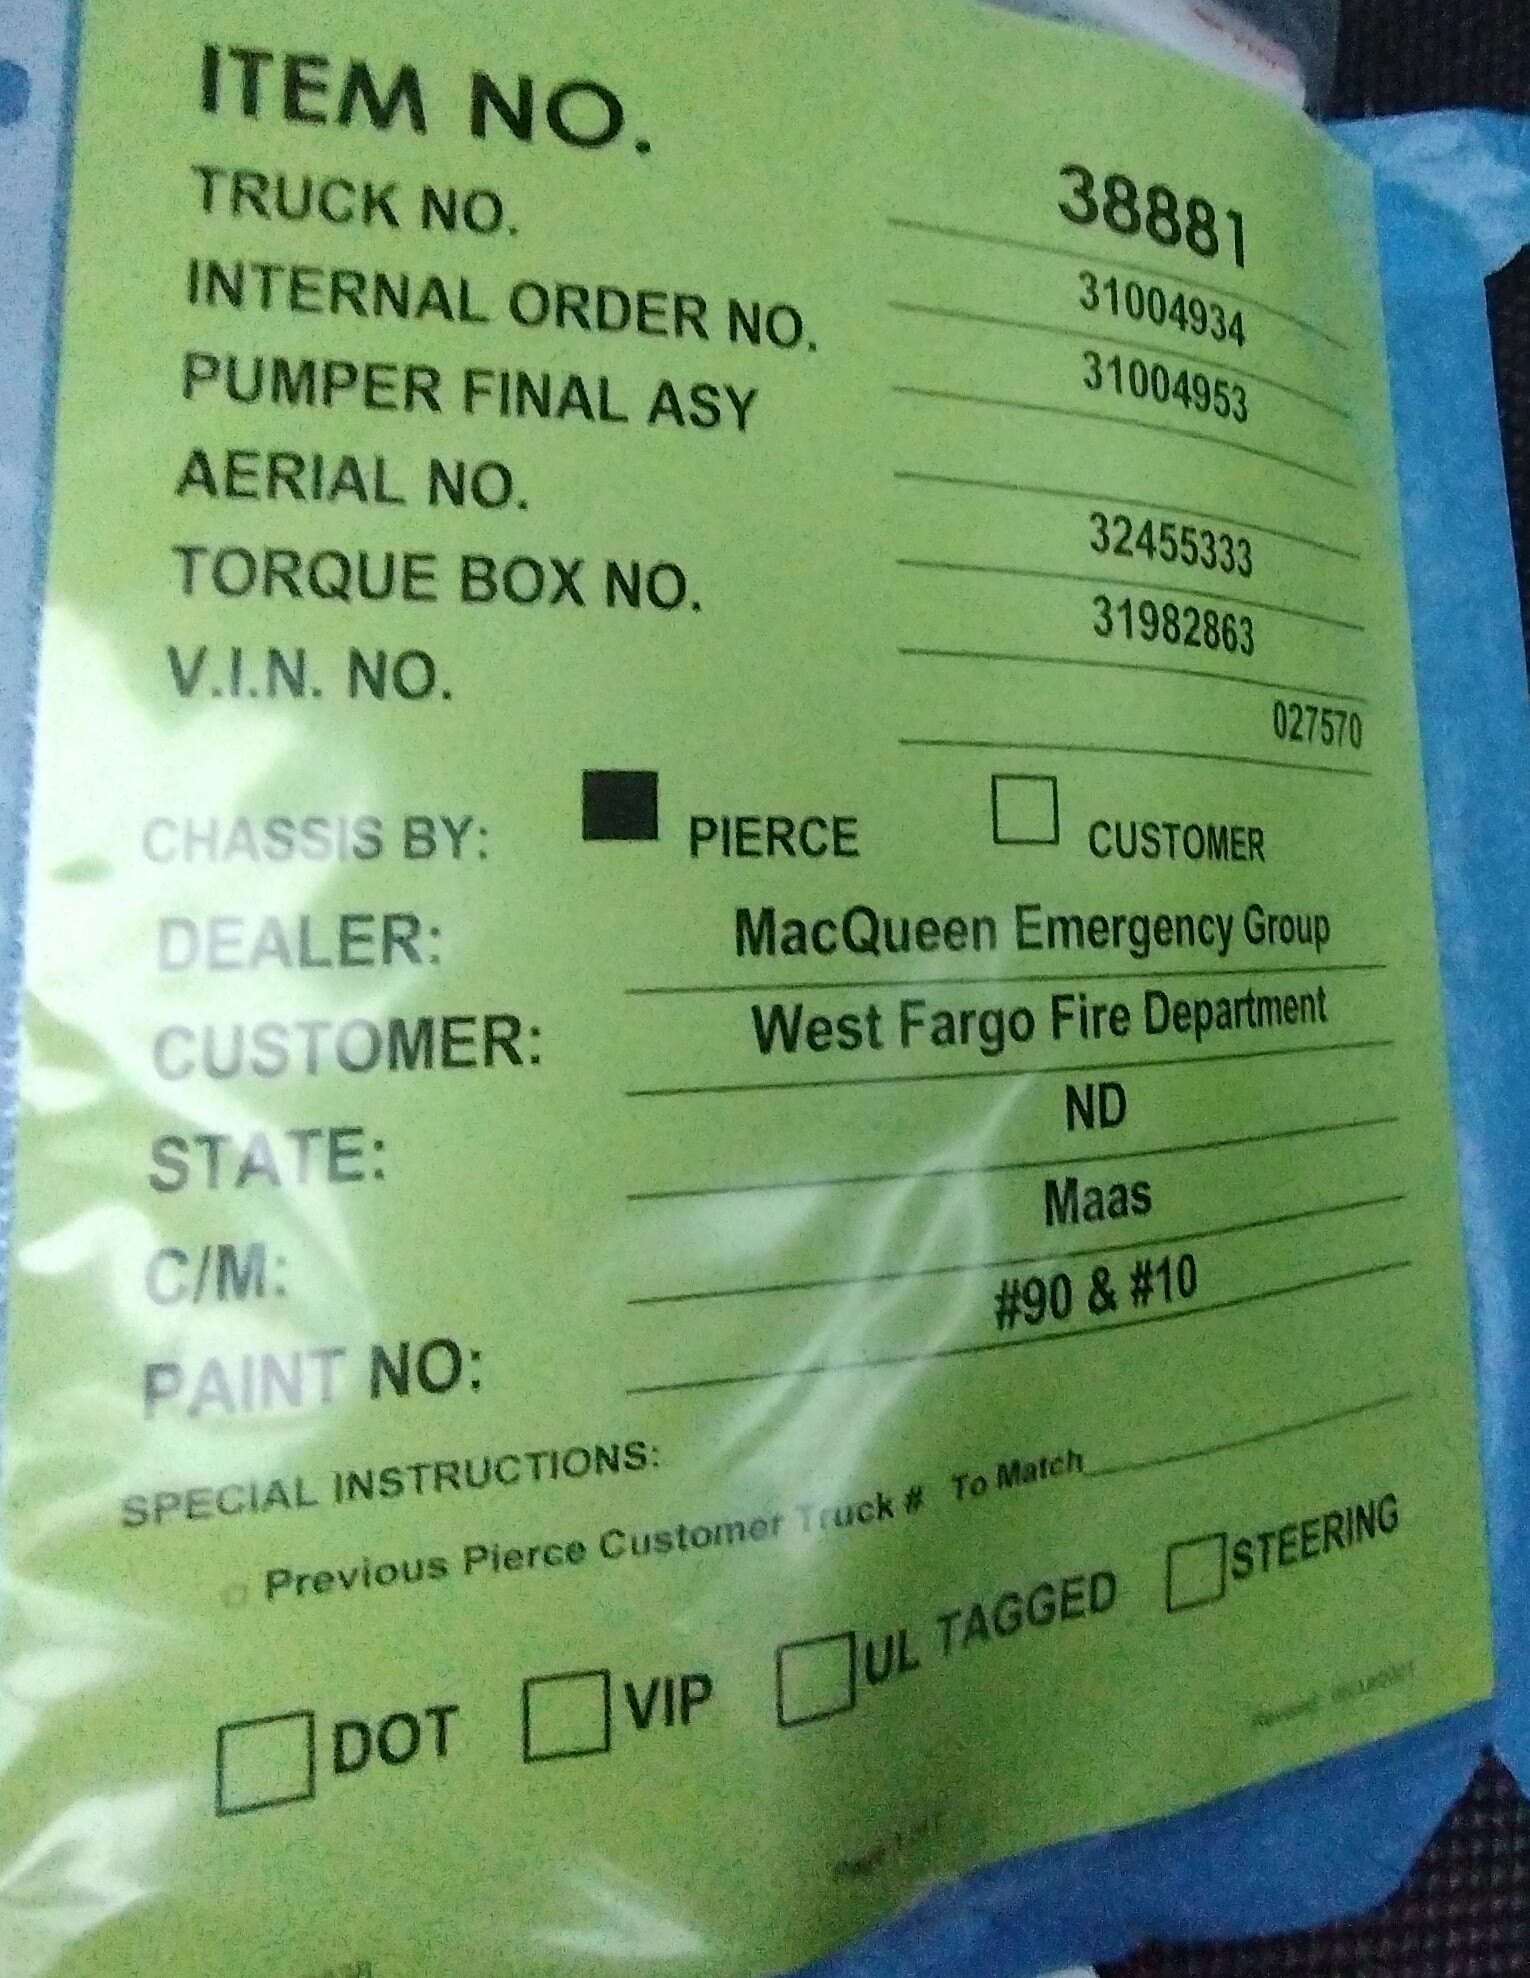 ITEM NO. 38881
TRUCK NO. 31004934
INTERNAL ORDER NO. 31004953
PUMPER FINAL ASY
AERIAL NO. 32455333
TORQUE BOX NO. 31982863
V.I.N. NO. 027570
CHASSIS BY: PIERCE CUSTOMER
DEALER: MacQueen Emergency Group
CUSTOMER: West Fargo Fire Department
STATE: ND
C/M: Maas
PAINT NO: #90 & #10
SPECIAL INSTRUCTIONS:
Previous Pierce Customer Truck # To Match
DOT VIP UL TAGGED STEERING